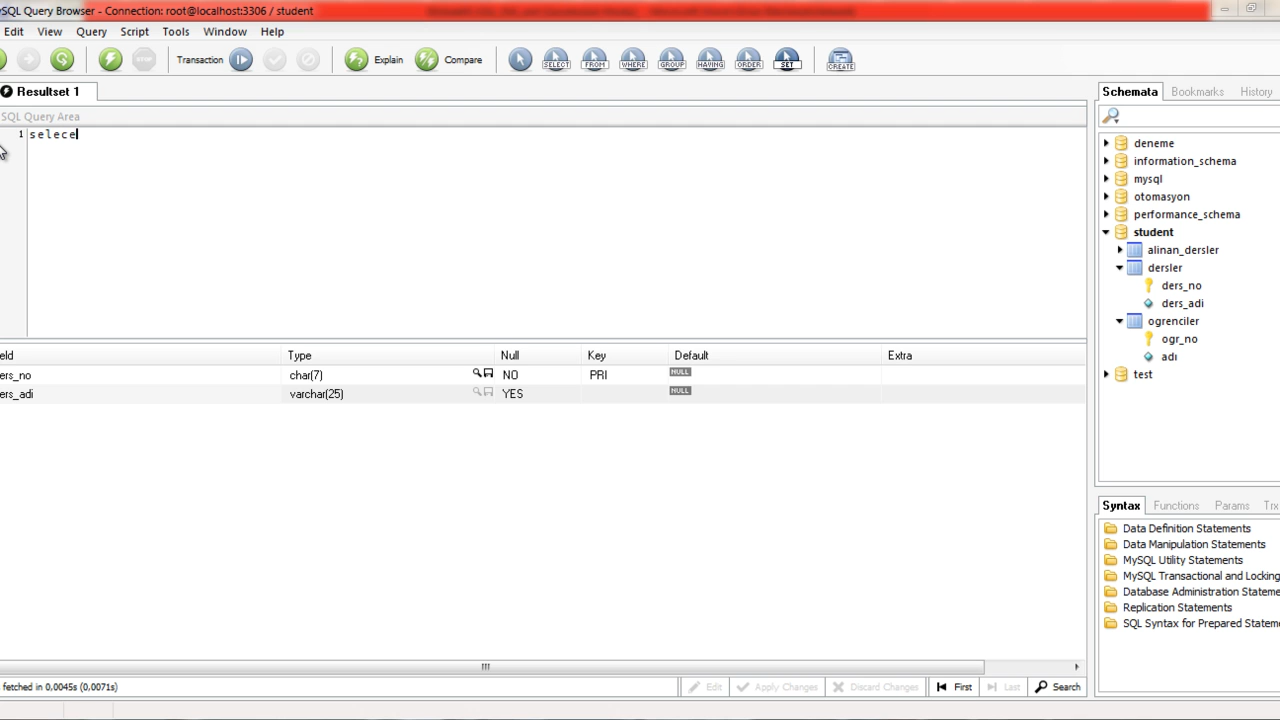 ySQL Query Browser - Connection: root@localhost:3306 / student
Edit View Query Script Tools Window Help
Transaction Explain Compare SELECT FROM WHERE GROUP HAVING ORDER SET CREATE
Resultset 1
SQL Query Area
1 selece
eld Type Null Key Default Extra
ers_no char(7) NO PRI NULL
ers_adi varchar(25) YES NULL
fetched in 0,0045s (0,0071s)
Edit Apply Changes Discard Changes First Last Search
Schemata Bookmarks History
deneme
information_schema
mysql
otomasyon
performance_schema
student
alinan_dersler
dersler
ders_no
ders_adi
ogrenciler
ogr_no
adı
test
Syntax Functions Params Trx
Data Definition Statements
Data Manipulation Statements
MySQL Utility Statements
MySQL Transactional and Locking
Database Administration Stateme
Replication Statements
SQL Syntax for Prepared Statem